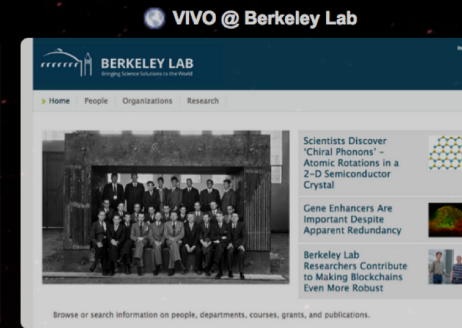 VIVO @ Berkeley Lab
BERKELEY LAB
Bringing Science Solutions to the World
Home People Organizations Research
Scientists Discover
'Chiral Phonons' –
Atomic Rotations in a
2-D Semiconductor
Crystal
Gene Enhancers Are
Important Despite
Apparent Redundancy
Berkeley Lab
Researchers Contribute
to Making Blockchains
Even More Robust
Browse or search information on people, departments, courses, grants, and publications.